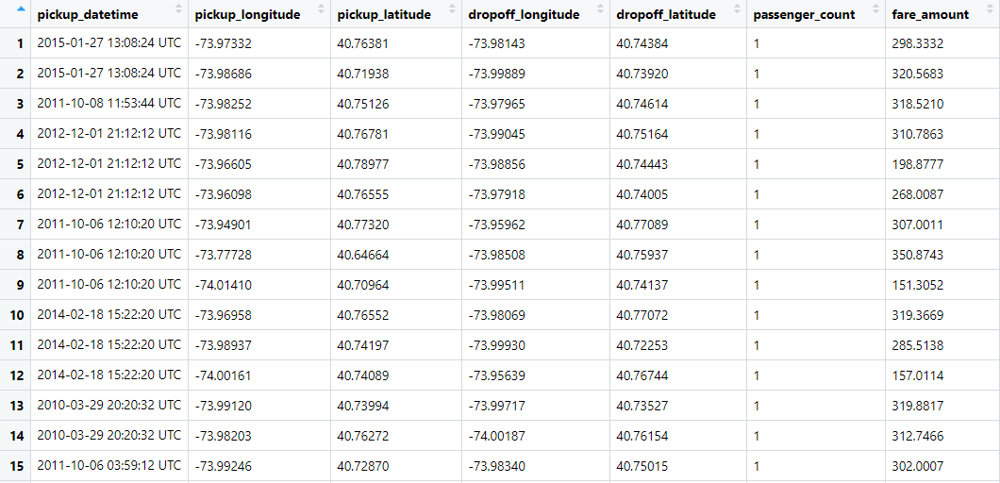 pickup_datetime pickup_longitude pickup_latitude dropoff_longitude dropoff_latitude passenger_count fare_amount
1 2015-01-27 13:08:24 UTC -73.97332 40.76381 -73.98143 40.74384 1 298.3332
2 2015-01-27 13:08:24 UTC -73.98686 40.71938 -73.99889 40.73920 1 320.5683
3 2011-10-08 11:53:44 UTC -73.98252 40.75126 -73.97965 40.74614 1 318.5210
4 2012-12-01 21:12:12 UTC -73.98116 40.76781 -73.99045 40.75164 1 310.7863
5 2012-12-01 21:12:12 UTC -73.96605 40.78977 -73.98856 40.74443 1 198.8777
6 2012-12-01 21:12:12 UTC -73.96098 40.76555 -73.97918 40.74005 1 268.0087
7 2011-10-06 12:10:20 UTC -73.94901 40.77320 -73.95962 40.77089 1 307.0011
8 2011-10-06 12:10:20 UTC -73.77728 40.64664 -73.98508 40.75937 1 350.8743
9 2011-10-06 12:10:20 UTC -74.01410 40.70964 -73.99511 40.74137 1 151.3052
10 2014-02-18 15:22:20 UTC -73.96958 40.76552 -73.98069 40.77072 1 319.3669
11 2014-02-18 15:22:20 UTC -73.98937 40.74197 -73.99930 40.72253 1 285.5138
12 2014-02-18 15:22:20 UTC -74.00161 40.74089 -73.95639 40.76744 1 157.0114
13 2010-03-29 20:20:32 UTC -73.99120 40.73994 -73.99717 40.73527 1 319.8817
14 2010-03-29 20:20:32 UTC -73.98203 40.76272 -74.00187 40.76154 1 312.7466
15 2011-10-06 03:59:12 UTC -73.99246 40.72870 -73.98340 40.75015 1 302.0007